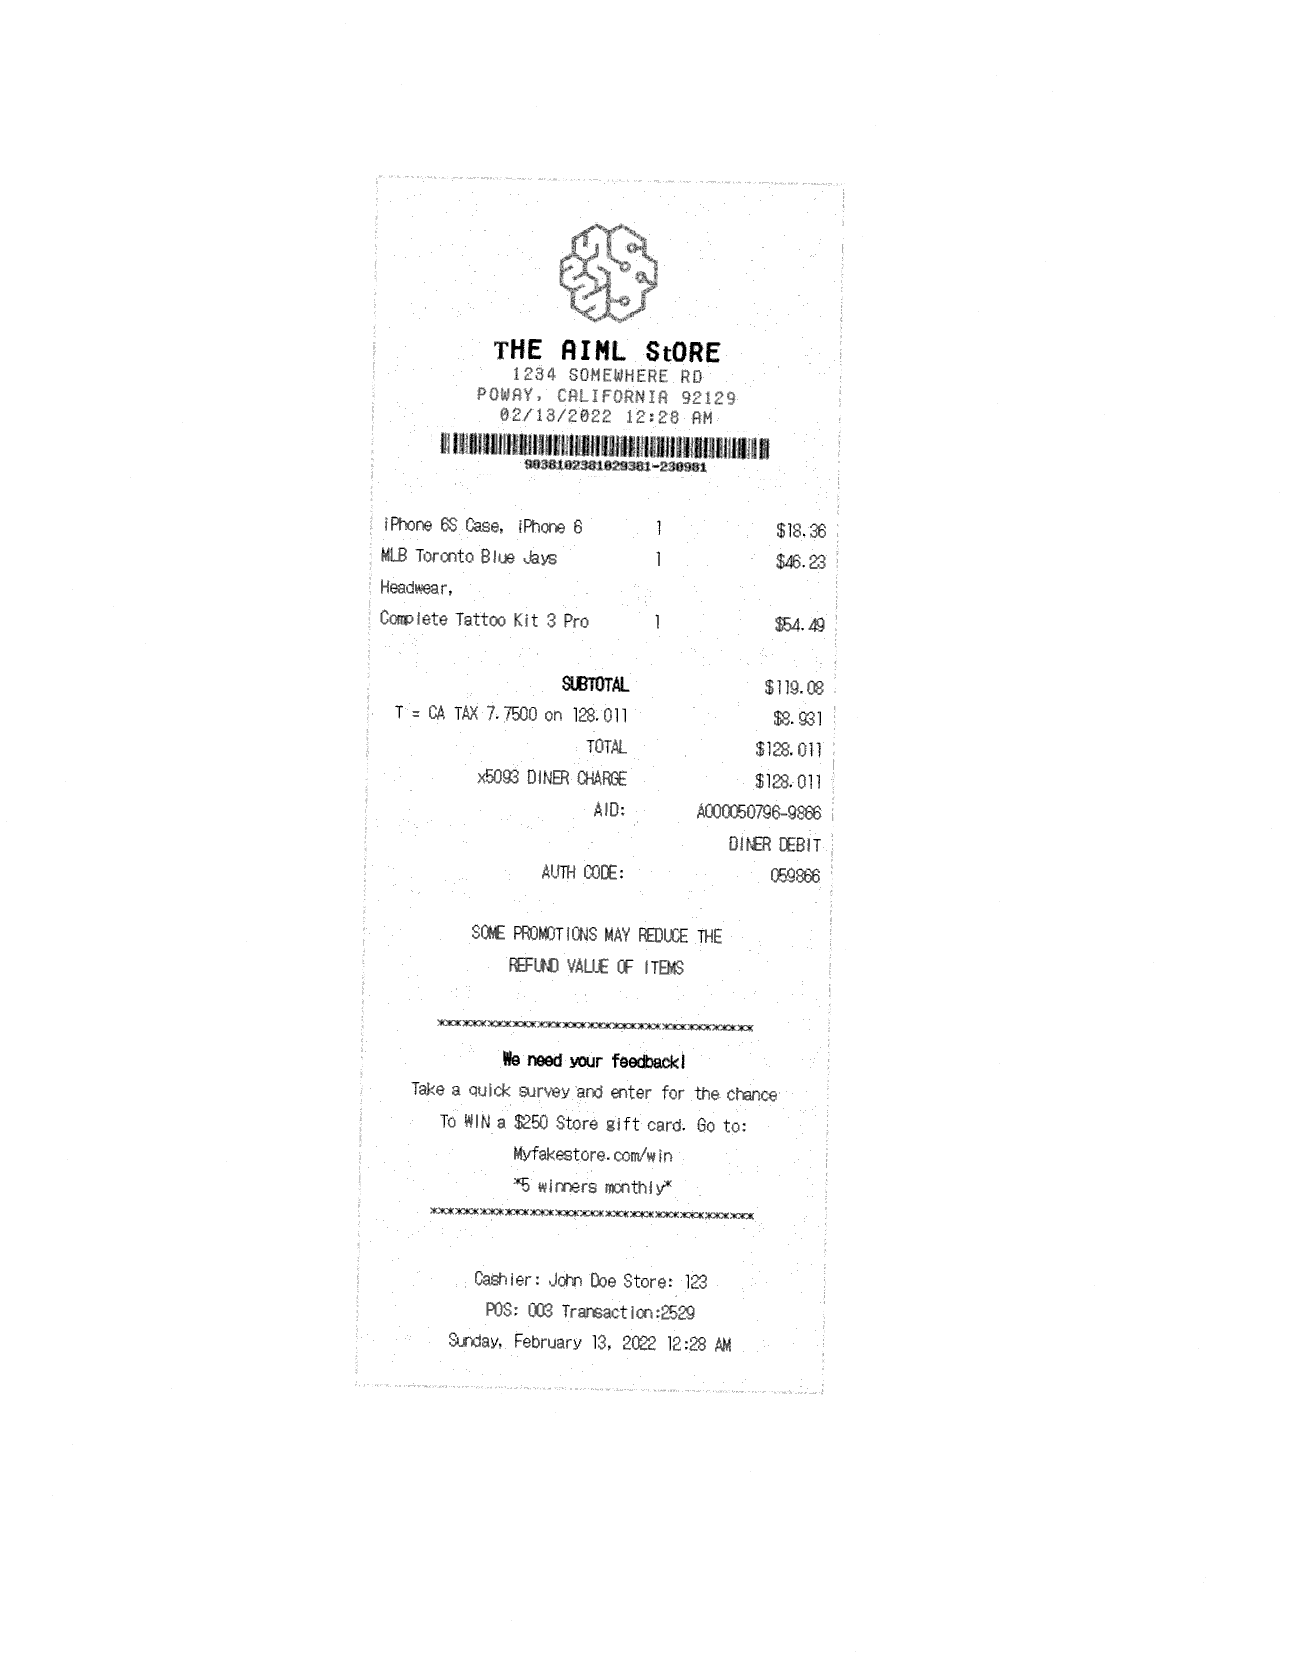 THE AIML StORE
1234 SOMEWHERE RD
POWAY, CALIFORNIA 92129
02/13/2022 12:28 AM
9038102381029381-230981
iPhone 6S Case, iPhone 6 1 $18.36
MLB Toronto Blue Jays 1 $46.23
Headwear,
Complete Tattoo Kit 3 Pro 1 $54.49
SUBTOTAL $119.08
T = CA TAX 7.7500 on 128.011 $8.931
TOTAL $128.011
x5093 DINER CHARGE $128.011
AID: A000050796-9866
DINER DEBIT
AUTH CODE: 059866
SOME PROMOTIONS MAY REDUCE THE
REFUND VALUE OF ITEMS
****************************************
We need your feedback!
Take a quick survey and enter for the chance
To WIN a $250 Store gift card. Go to:
Myfakestore.com/win
*5 winners monthly*
****************************************
Cashier: John Doe Store: 123
POS: 003 Transaction:2529
Sunday, February 13, 2022 12:28 AM